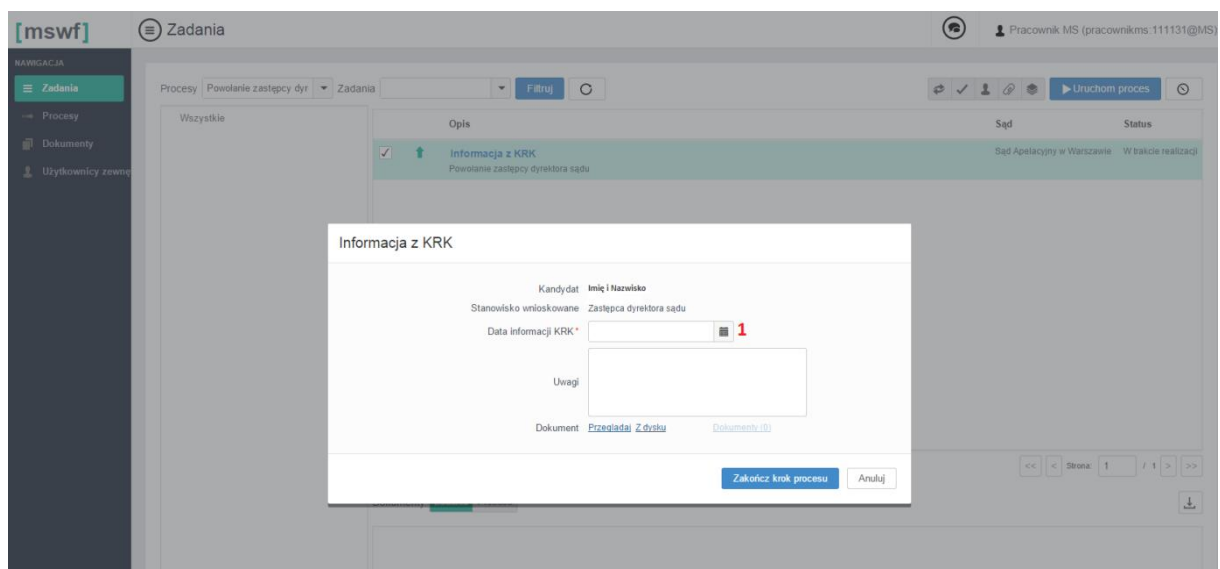 [mswf]
Zadania
Pracownik MS (pracownikms:111131@MS)
NAWIGACJA
Zadania
Procesy
Dokumenty
Użytkownicy zewnę
Procesy Powołanie zastępcy dyr Zadania Filtruj Uruchom proces
Wszystkie
Opis Sąd Status
Informacja z KRK Sąd Apelacyjny w Warszawie W trakcie realizacji
Powołanie zastępcy dyrektora sądu
Informacja z KRK
Kandydat Imię i Nazwisko
Stanowisko wnioskowane Zastępca dyrektora sądu
Data informacji KRK* 1
Uwagi
Dokument Przeglądaj Z dysku Dokumenty (0)
<< < Strona: 1 / 1 > >>
Zakończ krok procesu Anuluj